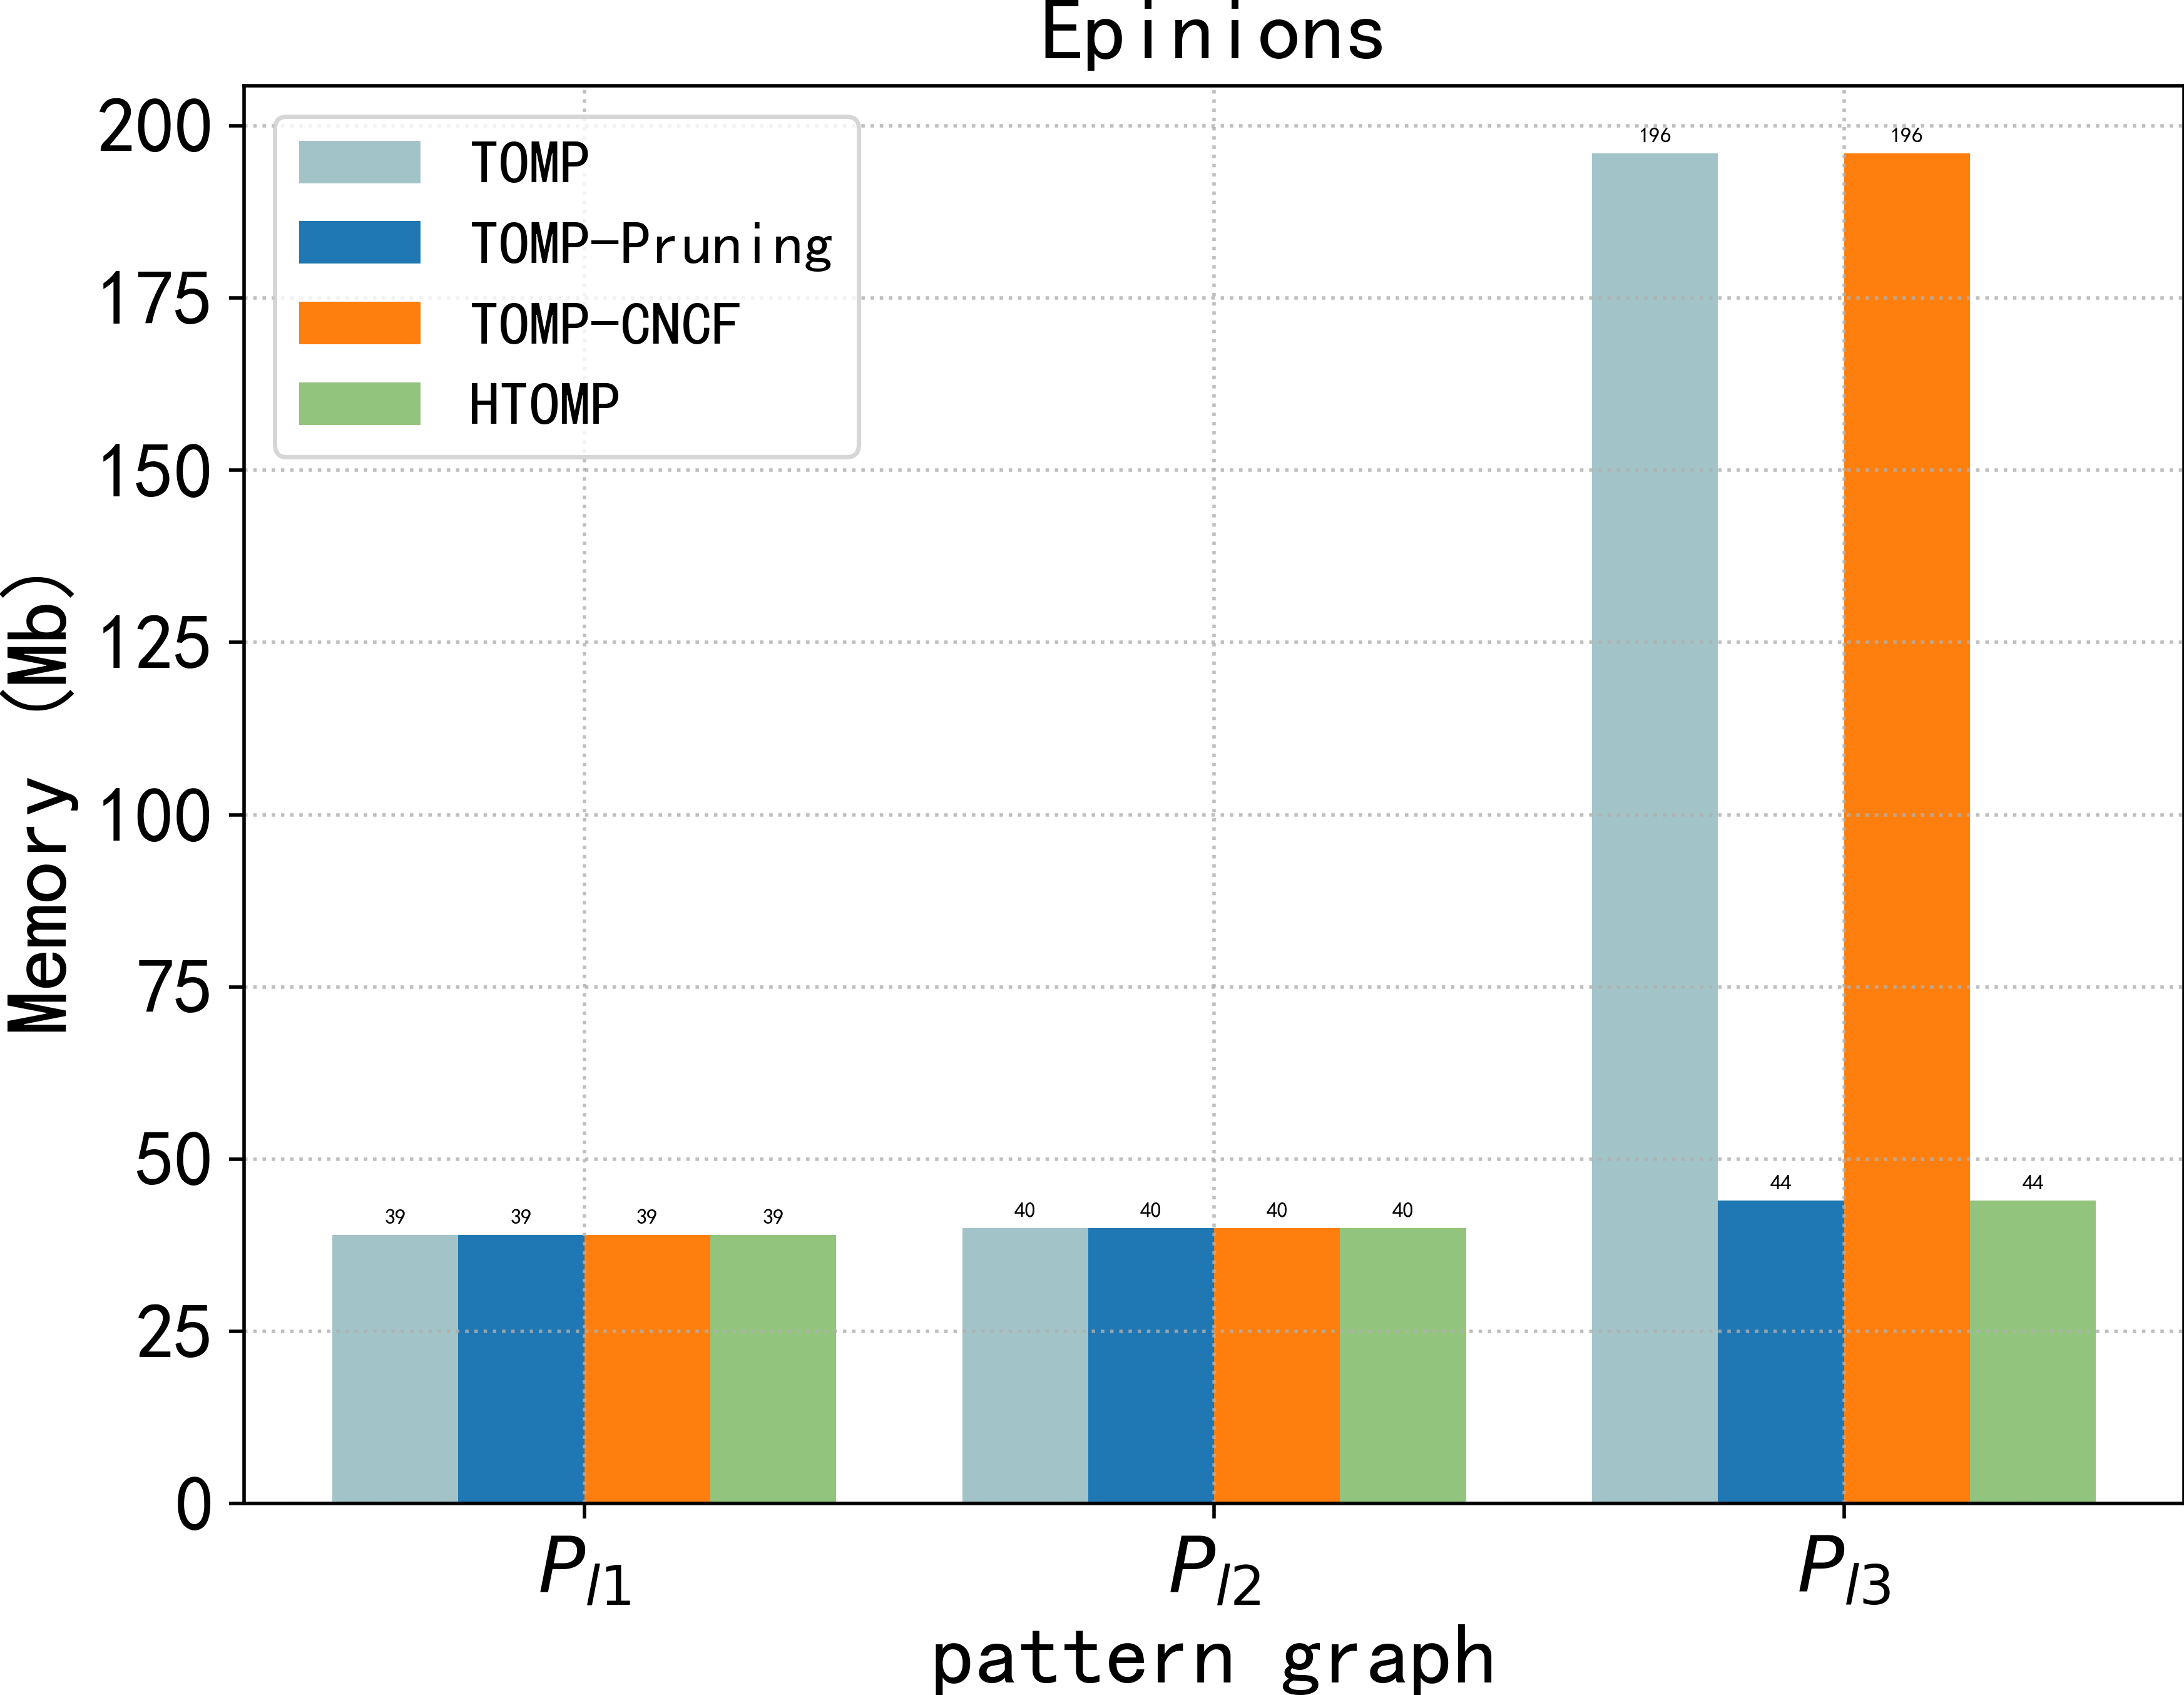 Epinions
200
175
150
125
100
75
50
25
0
Memory (Mb)
TOMP
TOMP-Pruning
TOMP-CNCF
HTOMP
39 39 39 39
40 40 40 40
196 44 196 44
P_l1 P_l2 P_l3
pattern graph